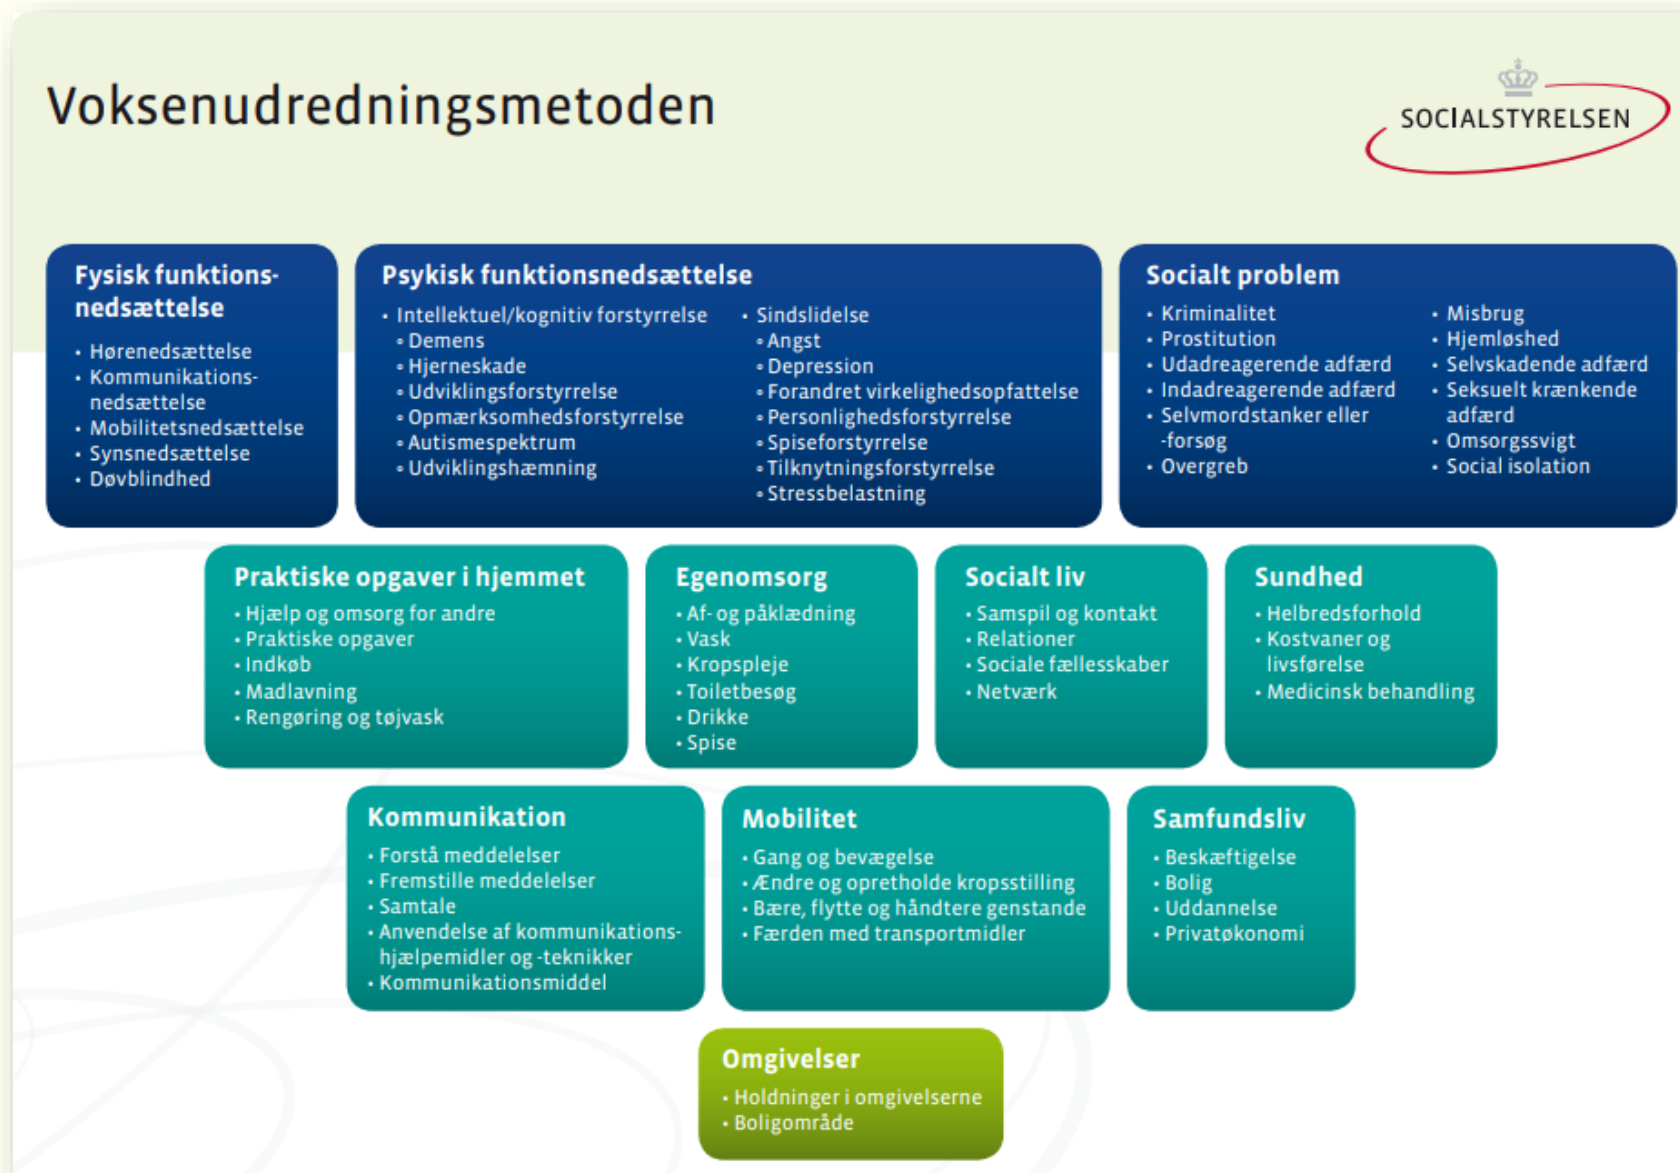 Voksenudredningsmetoden
SOCIALSTYRELSEN
Fysisk funktions-
nedsættelse
• Hørenedsættelse
• Kommunikations-
nedsættelse
• Mobilitetsnedsættelse
• Synsnedsættelse
• Døvblindhed
Psykisk funktionsnedsættelse
• Intellektuel/kognitiv forstyrrelse
∘ Demens
∘ Hjerneskade
∘ Udviklingsforstyrrelse
∘ Opmærksomhedsforstyrrelse
∘ Autismespektrum
∘ Udviklingshæmning
• Sindslidelse
∘ Angst
∘ Depression
∘ Forandret virkelighedsopfattelse
∘ Personlighedsforstyrrelse
∘ Spiseforstyrrelse
∘ Tilknytningsforstyrrelse
∘ Stressbelastning
Socialt problem
• Kriminalitet
• Prostitution
• Udadreagerende adfærd
• Indadreagerende adfærd
• Selvmordstanker eller
-forsøg
• Overgreb
• Misbrug
• Hjemløshed
• Selvskadende adfærd
• Seksuelt krænkende
adfærd
• Omsorgssvigt
• Social isolation
Praktiske opgaver i hjemmet
• Hjælp og omsorg for andre
• Praktiske opgaver
• Indkøb
• Madlavning
• Rengøring og tøjvask
Egenomsorg
• Af- og påklædning
• Vask
• Kropspleje
• Toiletbesøg
• Drikke
• Spise
Socialt liv
• Samspil og kontakt
• Relationer
• Sociale fællesskaber
• Netværk
Sundhed
• Helbredsforhold
• Kostvaner og
livsførelse
• Medicinsk behandling
Kommunikation
• Forstå meddelelser
• Fremstille meddelelser
• Samtale
• Anvendelse af kommunikations-
hjælpemidler og -teknikker
• Kommunikationsmiddel
Mobilitet
• Gang og bevægelse
• Ændre og opretholde kropsstilling
• Bære, flytte og håndtere genstande
• Færden med transportmidler
Samfundsliv
• Beskæftigelse
• Bolig
• Uddannelse
• Privatøkonomi
Omgivelser
• Holdninger i omgivelserne
• Boligområde